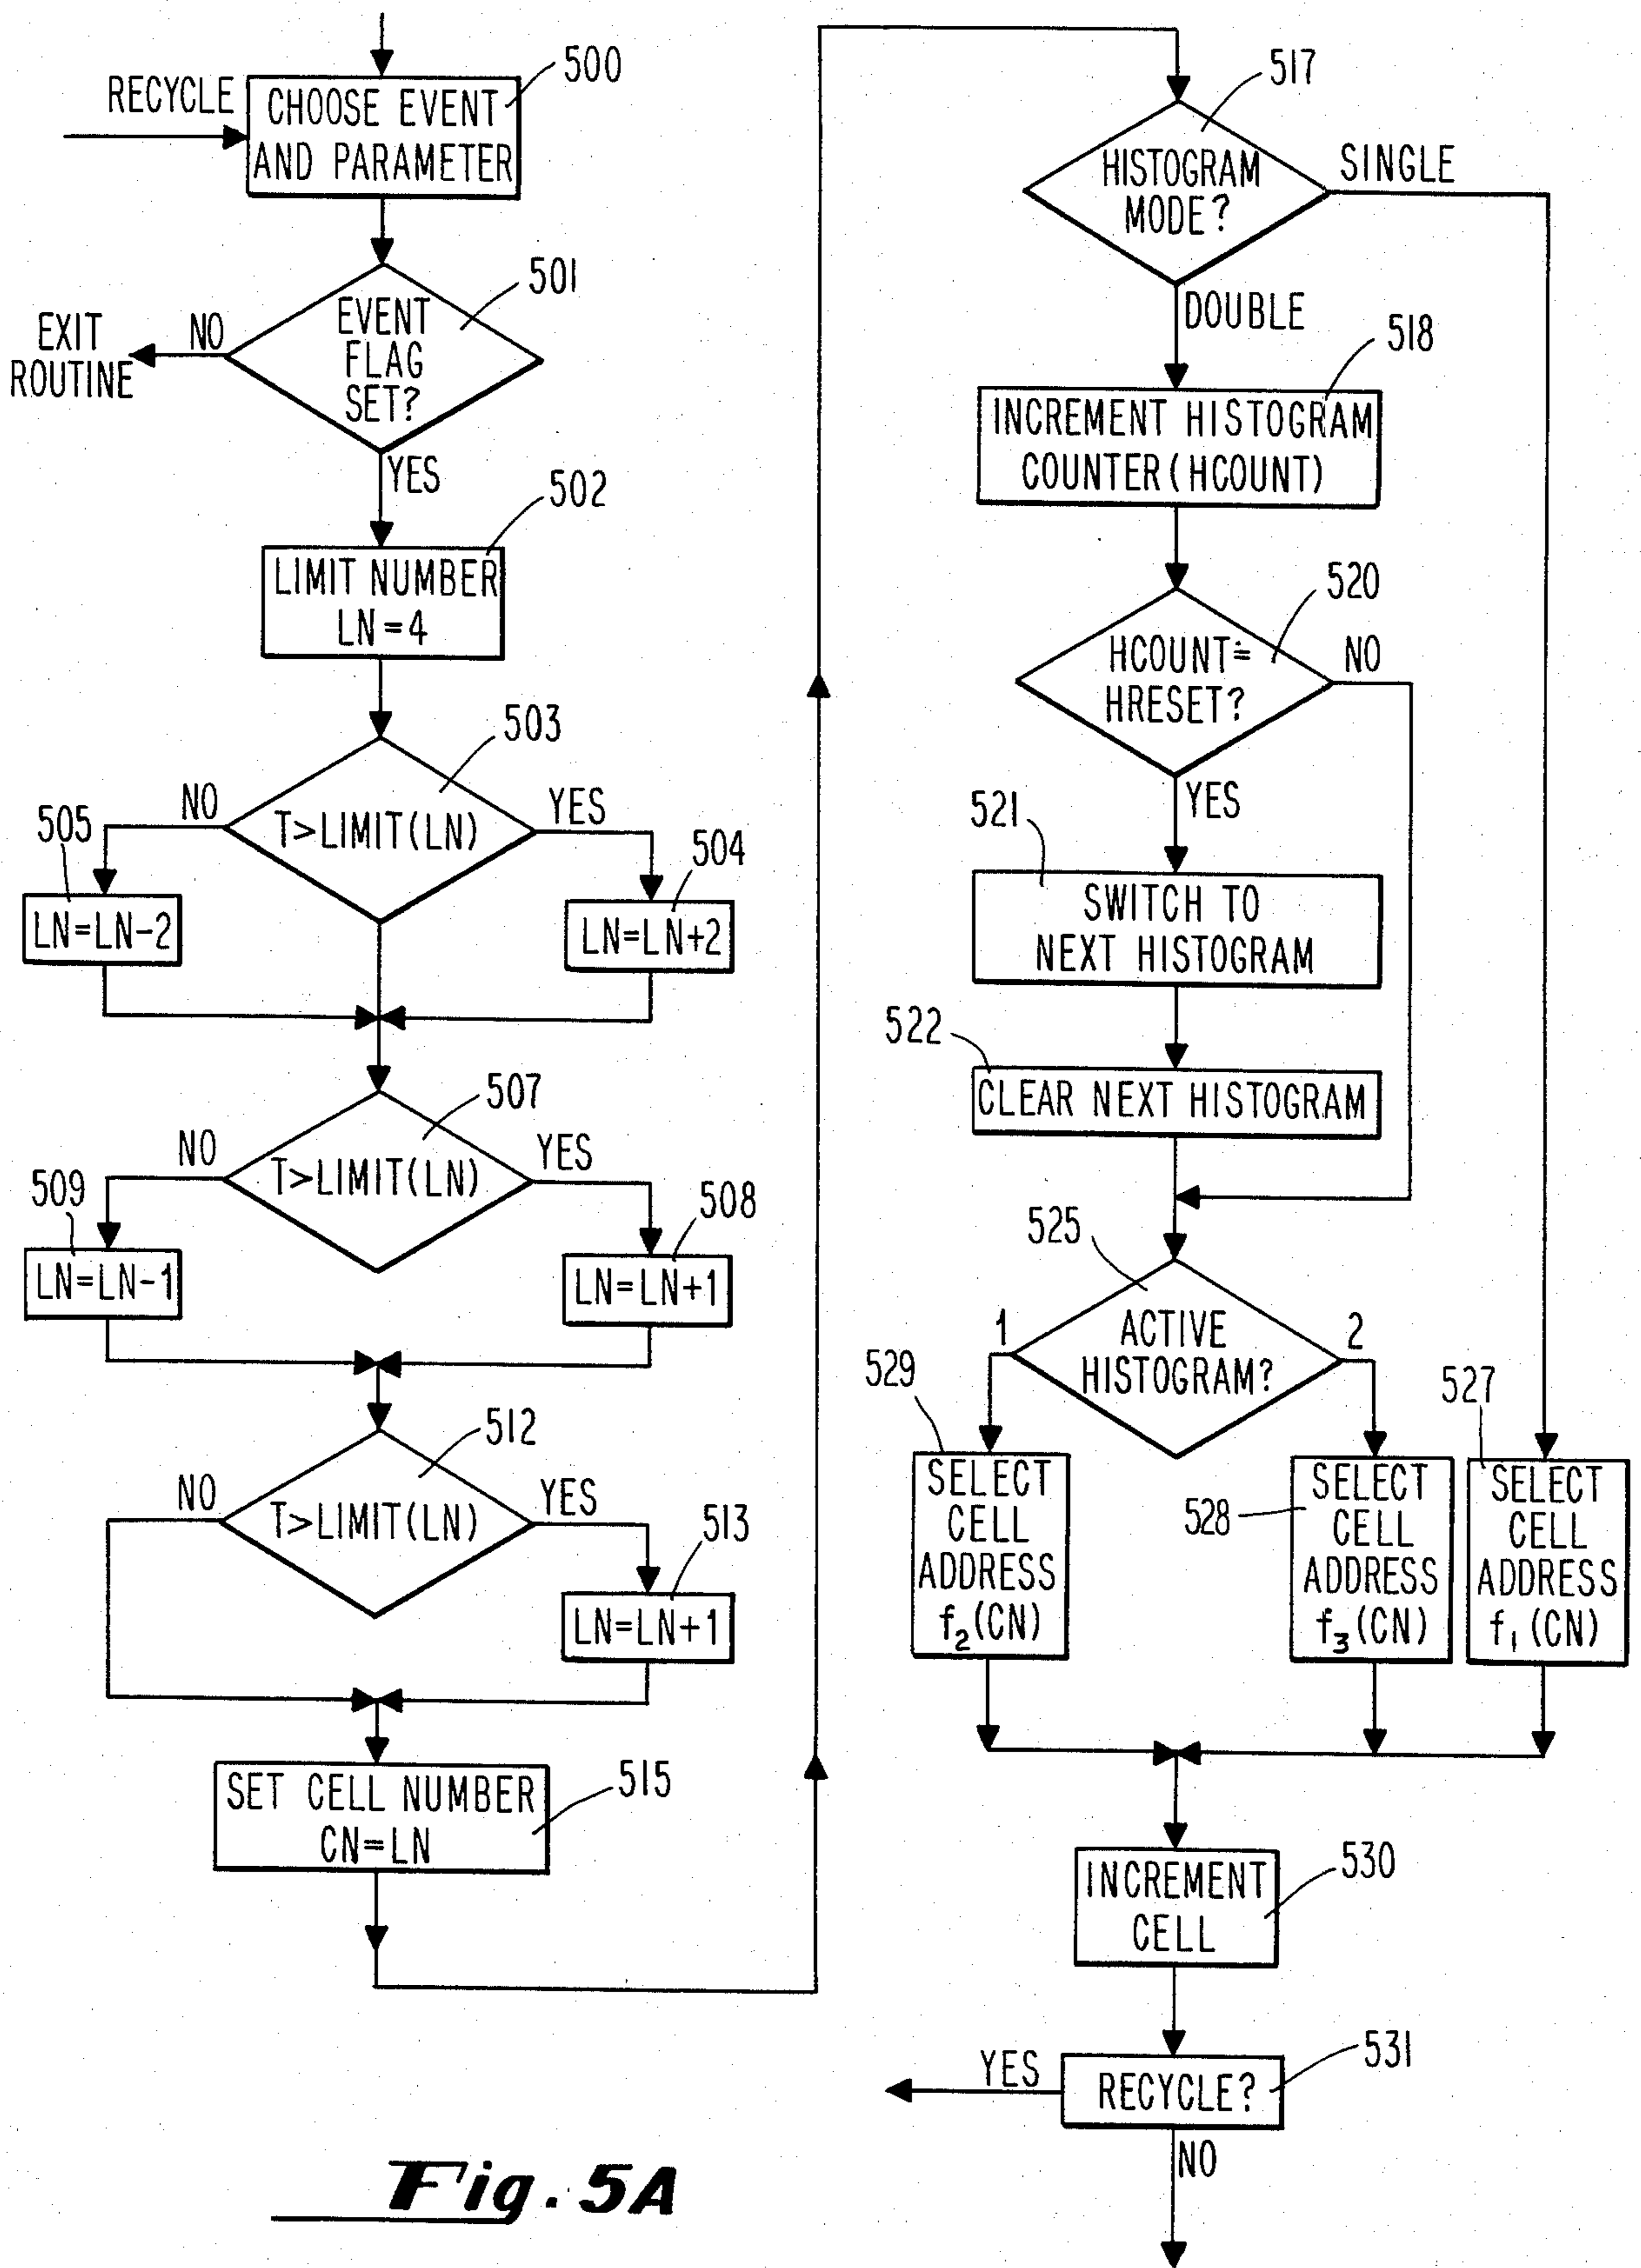 500
RECYCLE
CHOOSE EVENT
AND PARAMETER
501
EVENT
FLAG
SET?
NO
EXIT
ROUTINE
YES
502
LIMIT NUMBER
LN=4
503
T>LIMIT(LN)
NO
YES
505
504
LN=LN-2
LN=LN+2
507
T>LIMIT(LN)
NO
YES
509
508
LN=LN-1
LN=LN+1
512
T>LIMIT(LN)
NO
YES
513
LN=LN+1
515
SET CELL NUMBER
CN=LN
517
HISTOGRAM
MODE?
SINGLE
DOUBLE
518
INCREMENT HISTOGRAM
COUNTER(HCOUNT)
520
HCOUNT=
HRESET?
NO
YES
521
SWITCH TO
NEXT HISTOGRAM
522
CLEAR NEXT HISTOGRAM
525
ACTIVE
HISTOGRAM?
1
2
529
SELECT
CELL
ADDRESS
f₂(CN)
528
SELECT
CELL
ADDRESS
f₃(CN)
527
SELECT
CELL
ADDRESS
f₁(CN)
530
INCREMENT
CELL
531
RECYCLE?
YES
NO
Fig. 5A